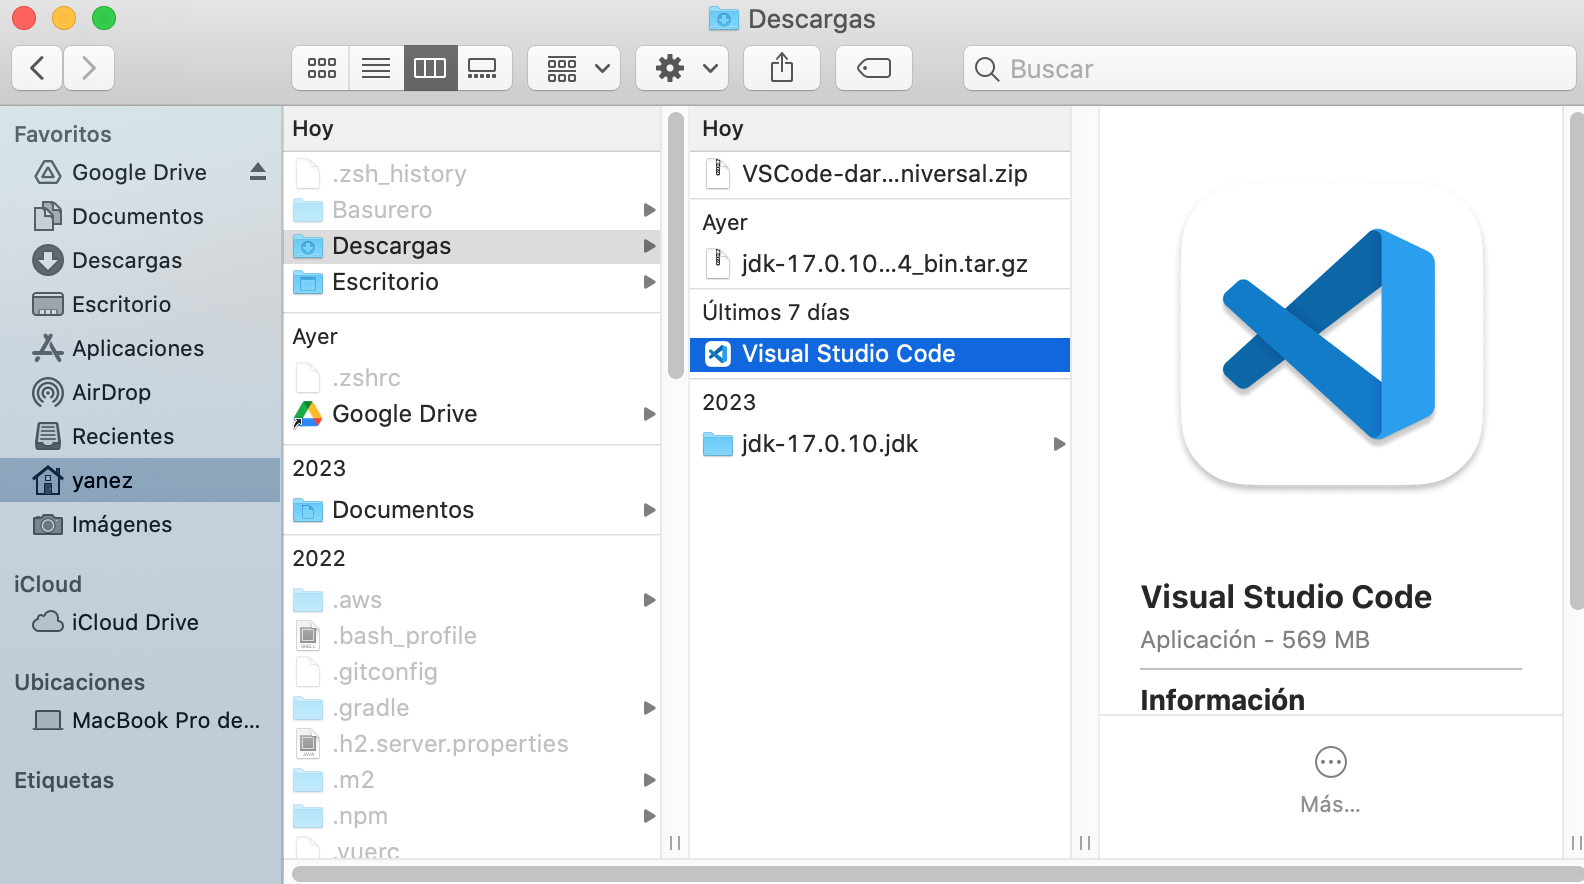 Descargas
Buscar
Favoritos
Google Drive
Documentos
Descargas
Escritorio
Aplicaciones
AirDrop
Recientes
yanez
Imágenes
iCloud
iCloud Drive
Ubicaciones
MacBook Pro de...
Etiquetas
Hoy
.zsh_history
Basurero
Descargas
Escritorio
Ayer
.zshrc
Google Drive
2023
Documentos
2022
.aws
.bash_profile
.gitconfig
.gradle
.h2.server.properties
.m2
.npm
.vuerc
Hoy
VSCode-dar...niversal.zip
Ayer
jdk-17.0.10...4_bin.tar.gz
Últimos 7 días
Visual Studio Code
2023
jdk-17.0.10.jdk
Visual Studio Code
Aplicación - 569 MB
Información
Más...